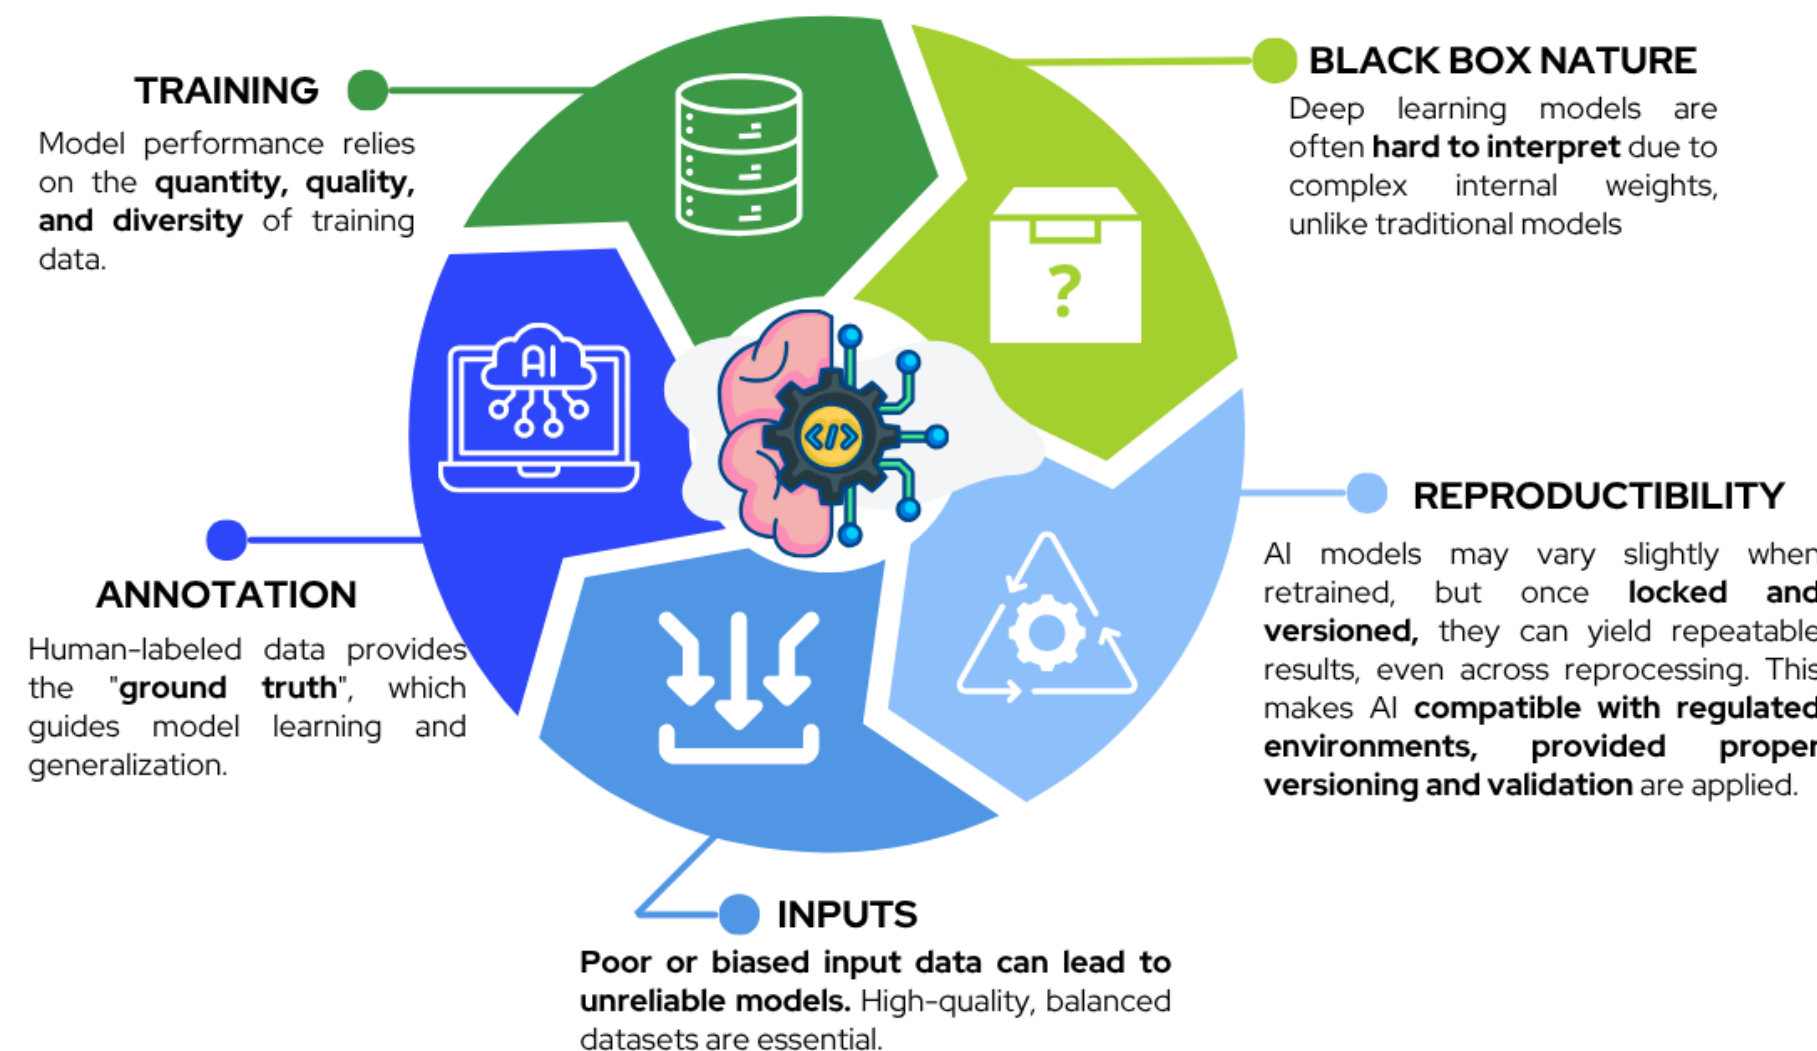 TRAINING
Model performance relies
on the quantity, quality,
and diversity of training
data.
BLACK BOX NATURE
Deep learning models are
often hard to interpret due to
complex internal weights,
unlike traditional models
?
AI
</>
ANNOTATION
Human-labeled data provides
the "ground truth", which
guides model learning and
generalization.
REPRODUCTIBILITY
AI models may vary slightly when
retrained, but once locked and
versioned, they can yield repeatable
results, even across reprocessing. This
makes AI compatible with regulated
environments, provided proper
versioning and validation are applied.
INPUTS
Poor or biased input data can lead to
unreliable models. High-quality, balanced
datasets are essential.